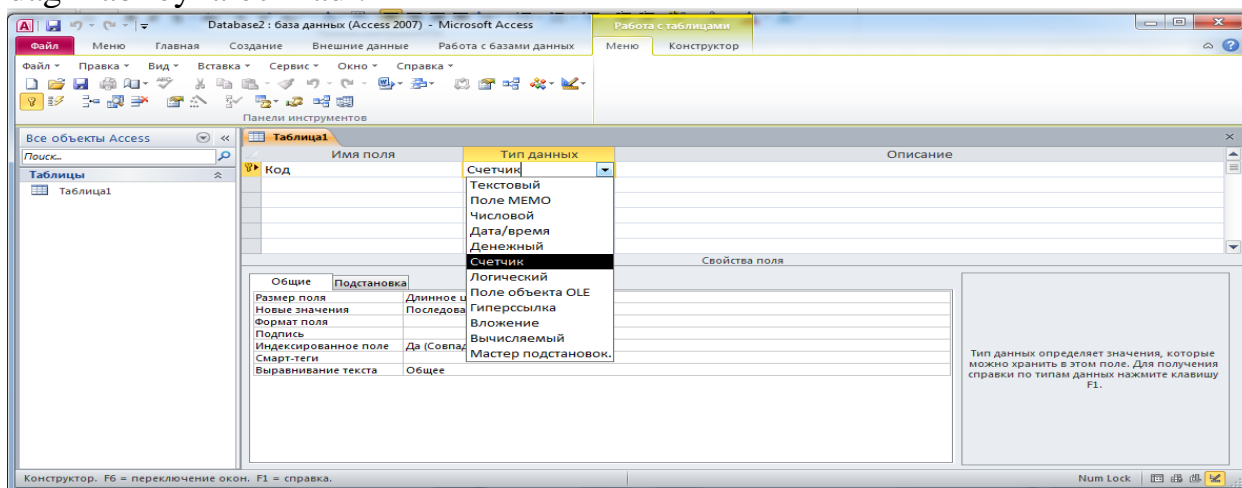 Database2 : база данных (Access 2007) - Microsoft Access
Работа с таблицами
Файл Меню Главная Создание Внешние данные Работа с базами данных Меню Конструктор
Файл Правка Вид Вставка Сервис Окно Справка
Панели инструментов
Все объекты Access
Таблица1
Поиск...
Имя поля Тип данных Описание
Таблицы
Код Счетчик
Таблица1
Текстовый
Поле МЕМО
Числовой
Дата/время
Денежный
Счетчик
Логический
Поле объекта OLE
Гиперссылка
Вложение
Вычисляемый
Мастер подстановок.
Свойства поля
Общие Подстановка
Размер поля Длинное ц
Новые значения Последова
Формат поля
Подпись
Индексированное поле Да (Совпад
Смарт-теги
Выравнивание текста Общее
Тип данных определяет значения, которые
можно хранить в этом поле. Для получения
справки по типам данных нажмите клавишу
F1.
Конструктор. F6 = переключение окон. F1 = справка. Num Lock